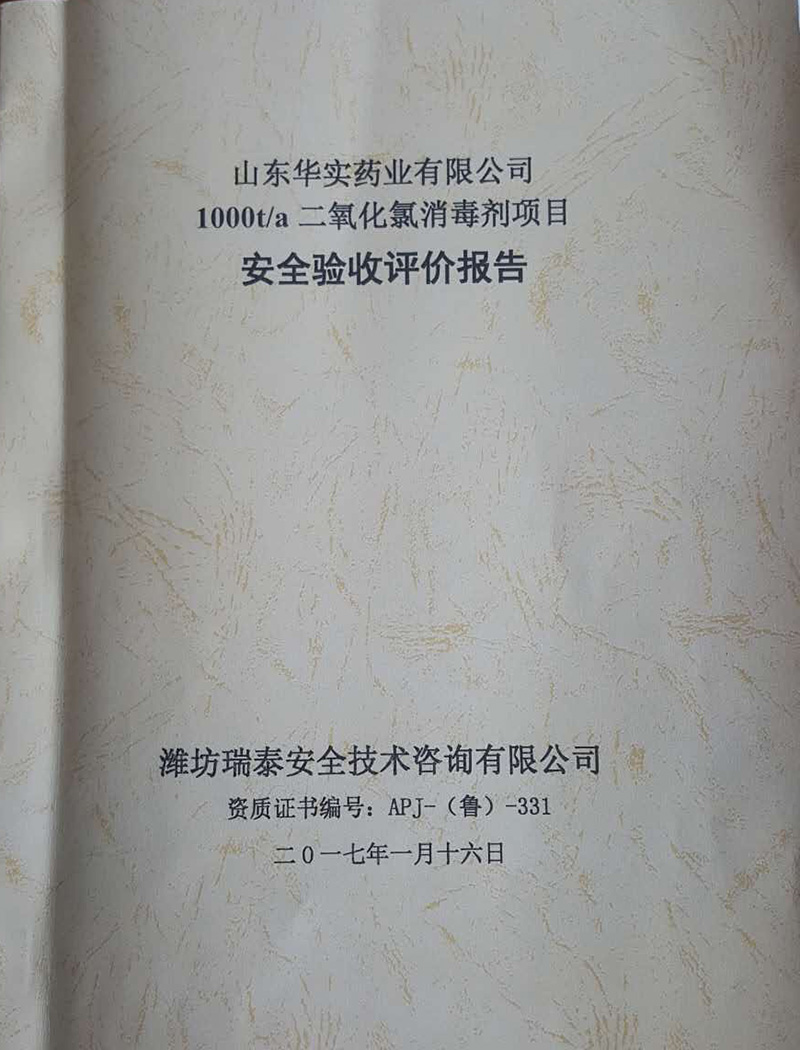 山东华实药业有限公司
1000t/a 二氧化氯消毒剂项目
安全验收评价报告
潍坊瑞泰安全技术咨询有限公司
资质证书编号：APJ-（鲁）-331
二0一七年一月十六日